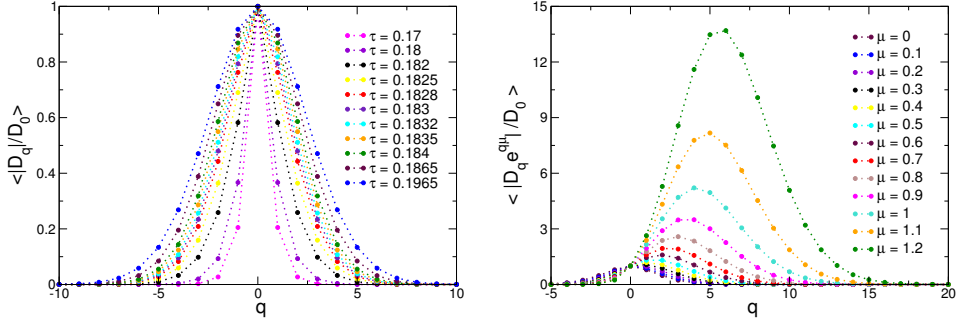 <|D_q|/D_0>
1
0.8
0.6
0.4
0.2
0
-10
-5
0
5
10
q
τ = 0.17
τ = 0.18
τ = 0.182
τ = 0.1825
τ = 0.1828
τ = 0.183
τ = 0.1832
τ = 0.1835
τ = 0.184
τ = 0.1865
τ = 0.1965
< |D_q e^{qμ}| /D_0 >
15
12
9
6
3
0
-5
0
5
10
15
20
q
μ = 0
μ = 0.1
μ = 0.2
μ = 0.3
μ = 0.4
μ = 0.5
μ = 0.6
μ = 0.7
μ = 0.8
μ = 0.9
μ = 1
μ = 1.1
μ = 1.2